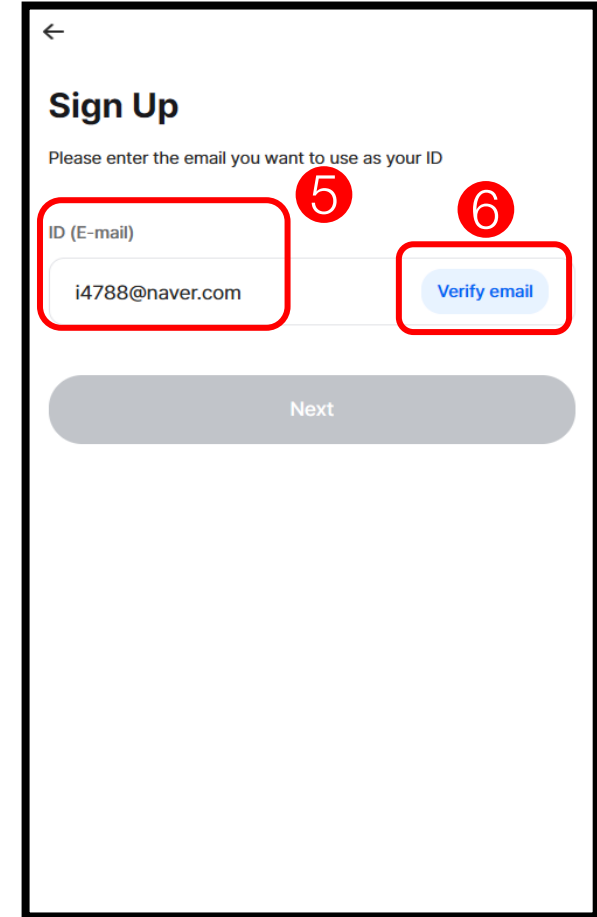 Sign Up
Please enter the email you want to use as your ID
5
6
ID (E-mail)
i4788@naver.com
Verify email
Next